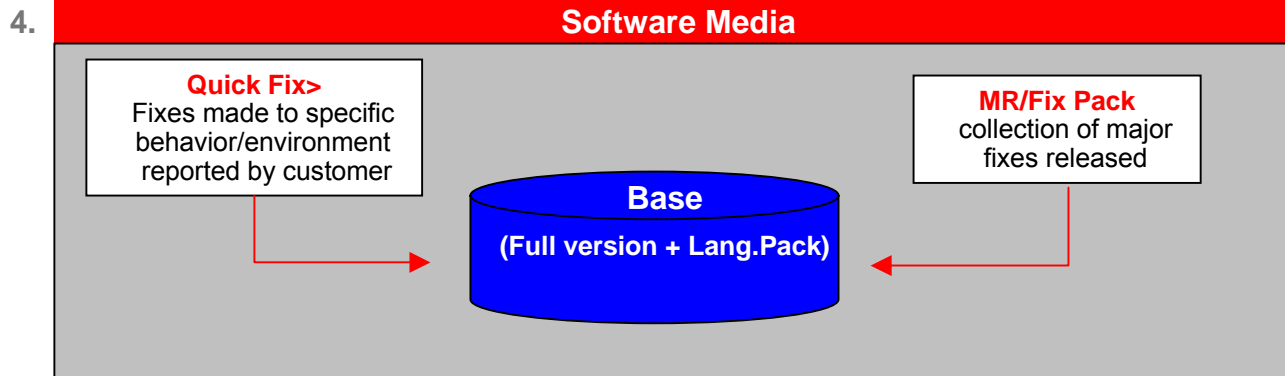 4.
Software Media
Quick Fix>
Fixes made to specific
behavior/environment
reported by customer
MR/Fix Pack
collection of major
fixes released
Base
(Full version + Lang.Pack)